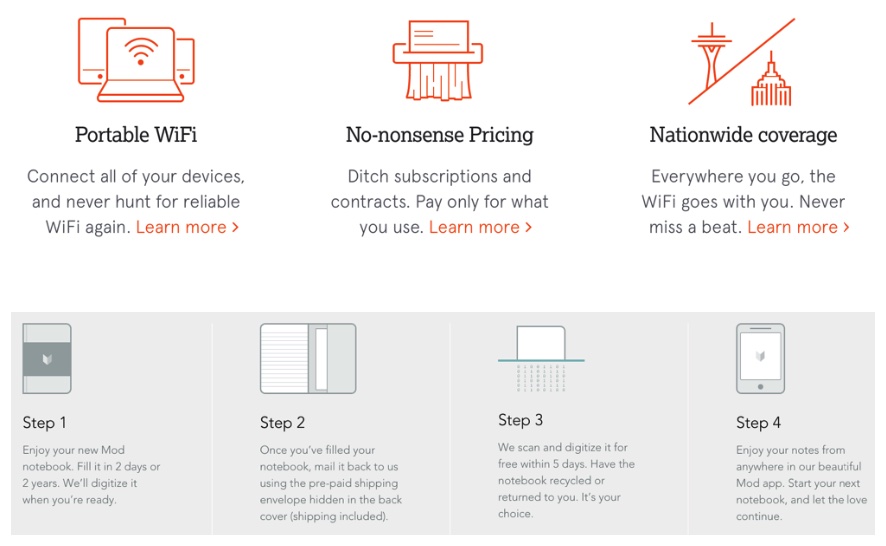 Portable WiFi
Connect all of your devices,
and never hunt for reliable
WiFi again. Learn more >
No-nonsense Pricing
Ditch subscriptions and
contracts. Pay only for what
you use. Learn more >
Nationwide coverage
Everywhere you go, the
WiFi goes with you. Never
miss a beat. Learn more >
Step 1
Enjoy your new Mod
notebook. Fill it in 2 days or
2 years. We'll digitize it
when you're ready.
Step 2
Once you've filled your
notebook, mail it back to us
using the pre-paid shipping
envelope hidden in the back
cover (shipping included).
Step 3
We scan and digitize it for
free within 5 days. Have the
notebook recycled or
returned to you. It's your
choice.
Step 4
Enjoy your notes from
anywhere in our beautiful
Mod app. Start your next
notebook, and let the love
continue.